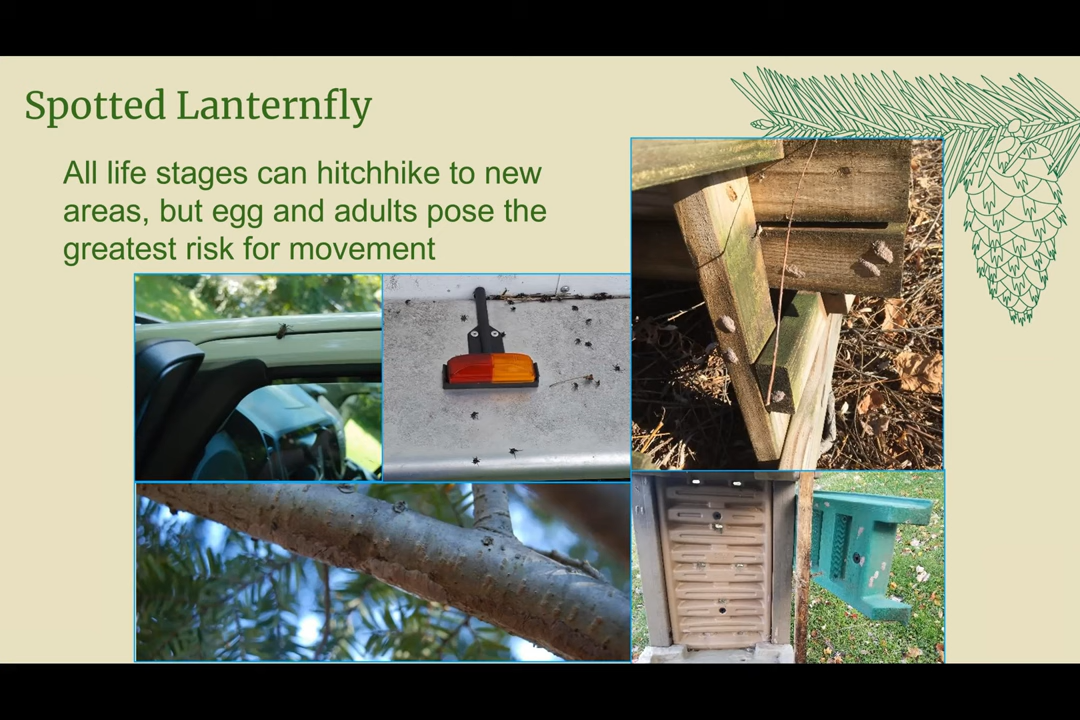 Spotted Lanternfly
All life stages can hitchhike to new
areas, but egg and adults pose the
greatest risk for movement